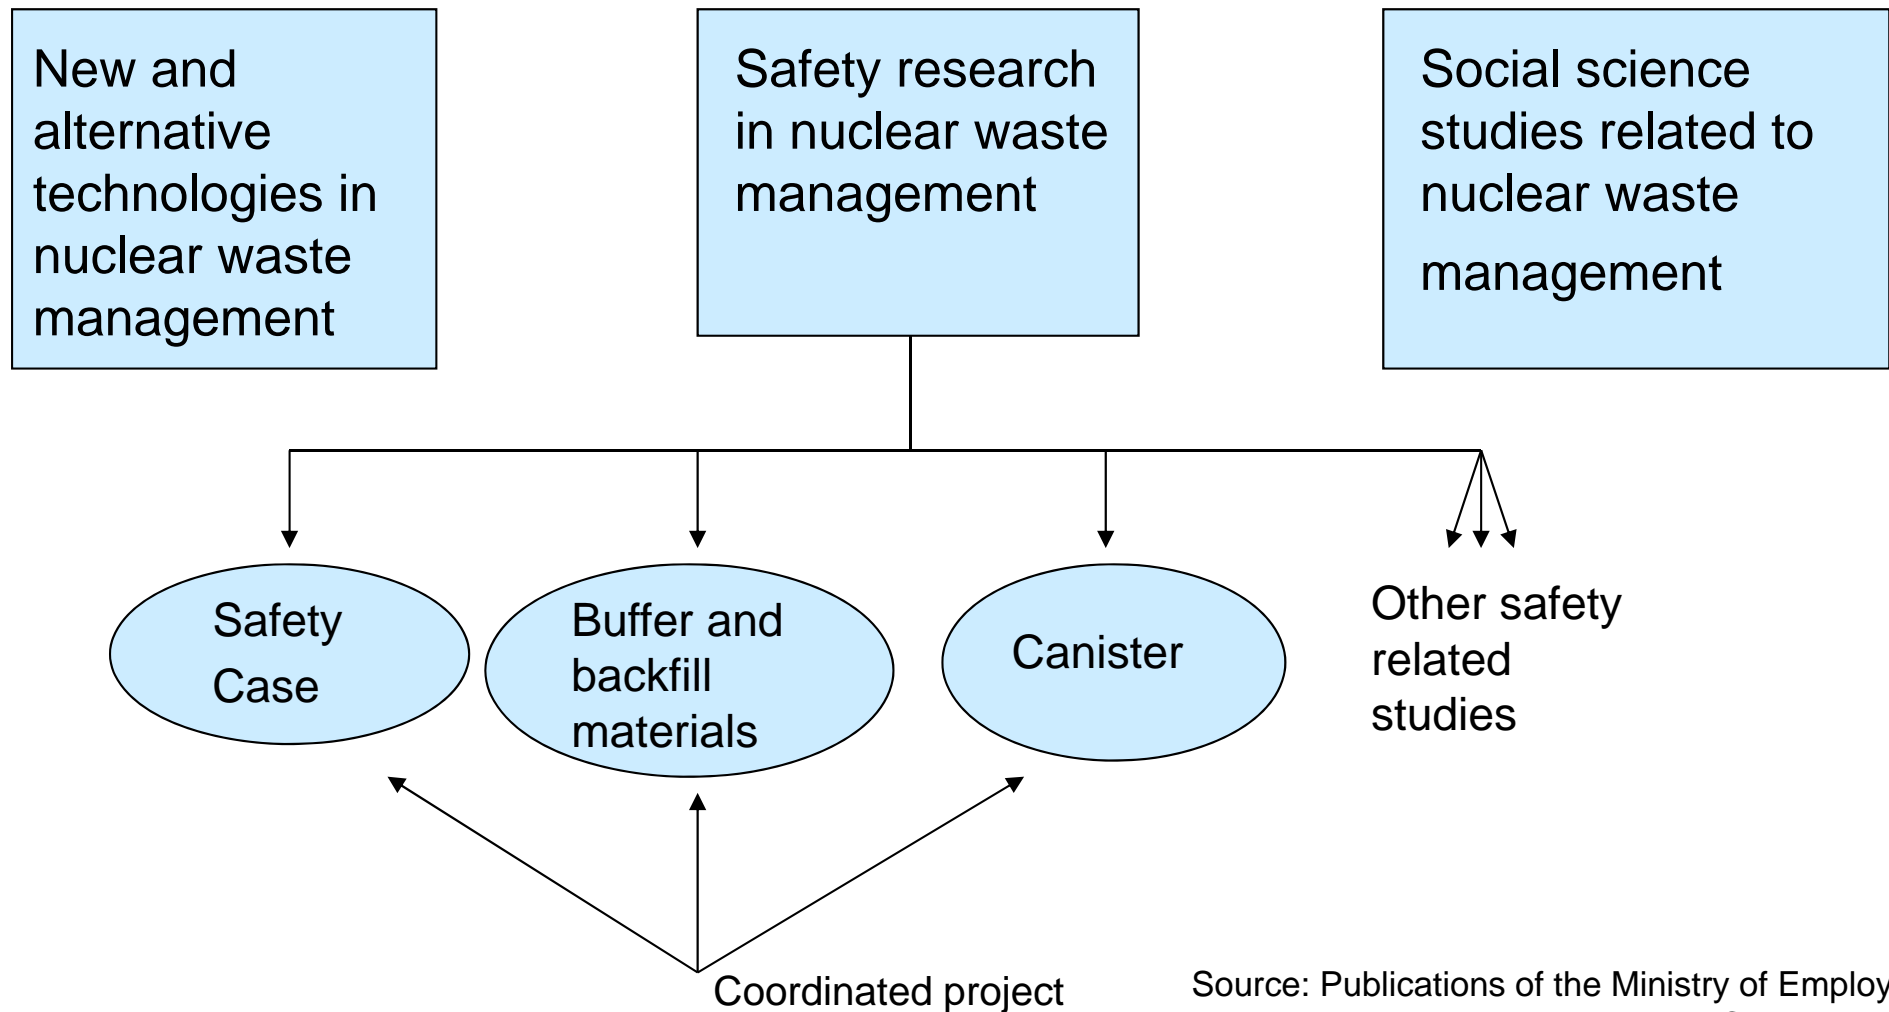 New and
alternative
technologies in
nuclear waste
management
Safety research
in nuclear waste
management
Social science
studies related to
nuclear waste
management
Safety
Case
Buffer and
backfill
materials
Canister
Other safety
related
studies
Coordinated project
Source: Publications of the Ministry of Employ